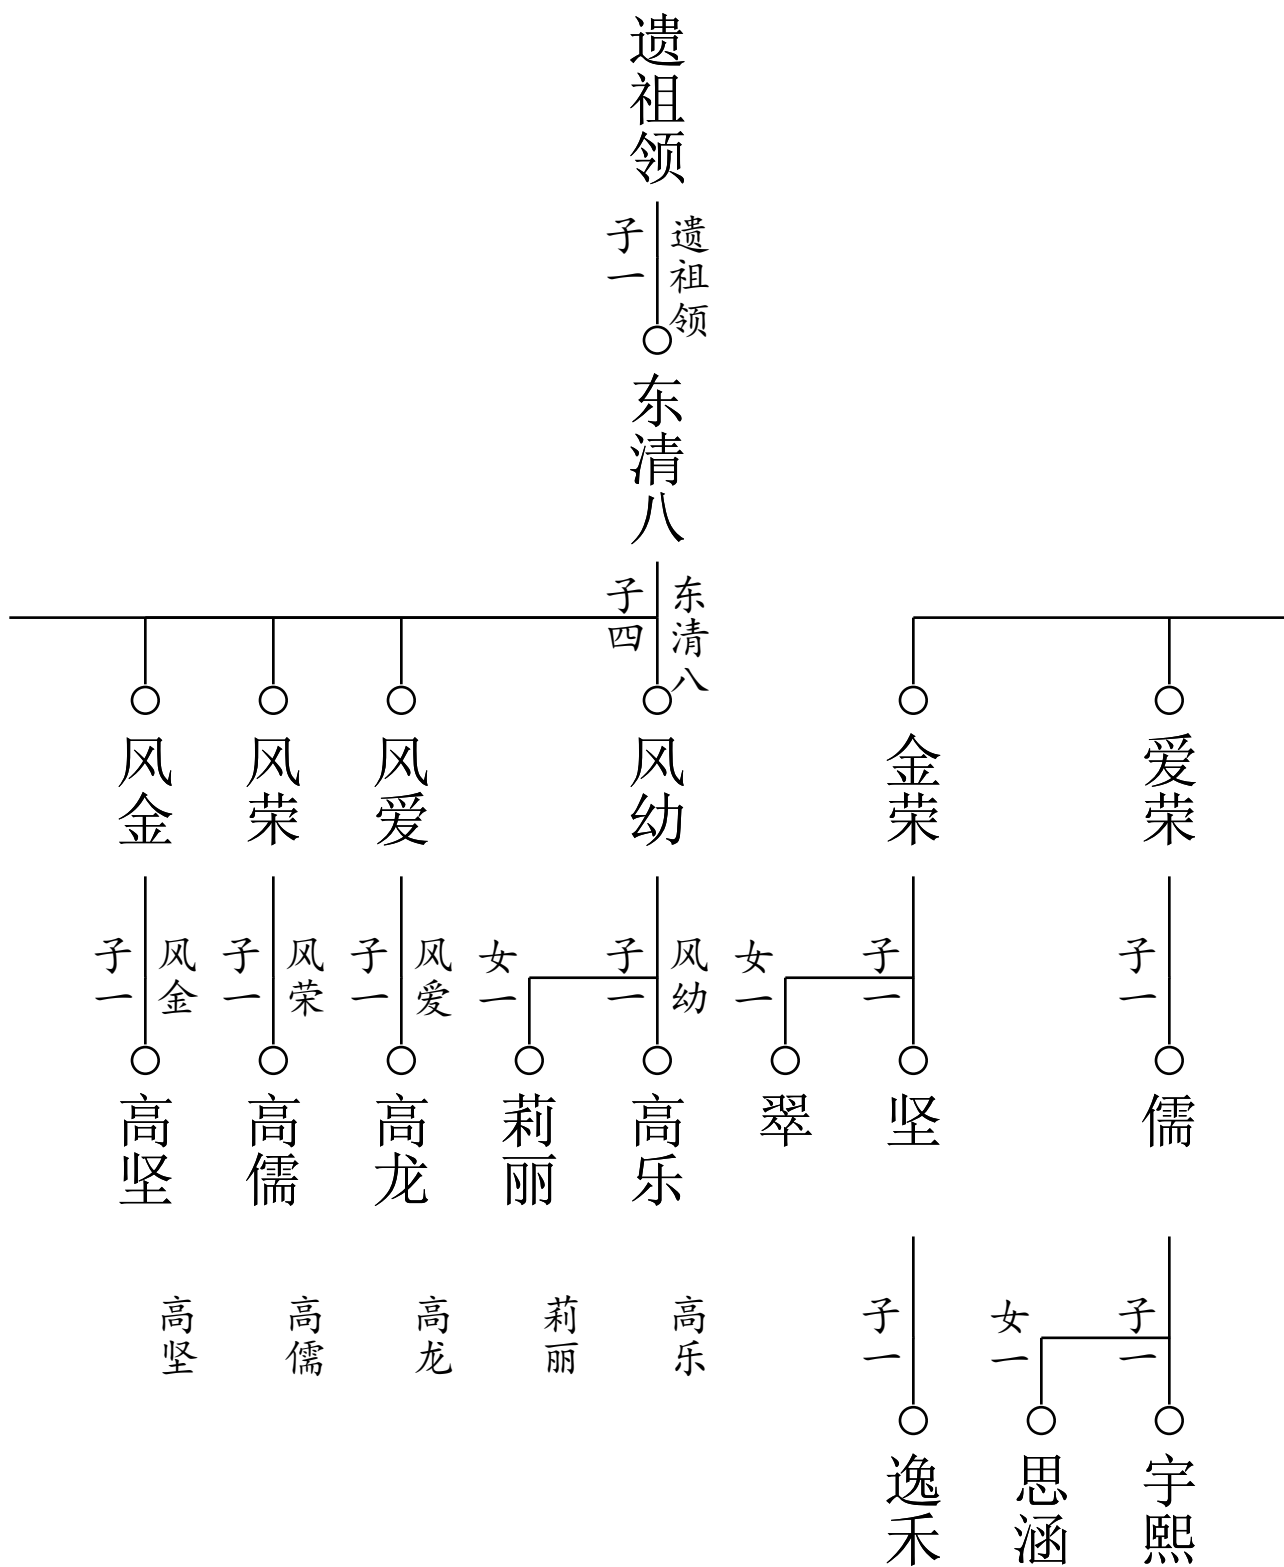 遗祖领
子一
遗祖领
东清八
子四
东清八
风金
风荣
风爱
风幼
金荣
爱荣
子一
风金
子一
风荣
子一
风爱
女一
子一
风幼
女一
子一
子一
高坚
高儒
高龙
莉丽
高乐
翠
坚
儒
高坚
高儒
高龙
莉丽
高乐
子一
女一
子一
逸禾
思涵
宇熙